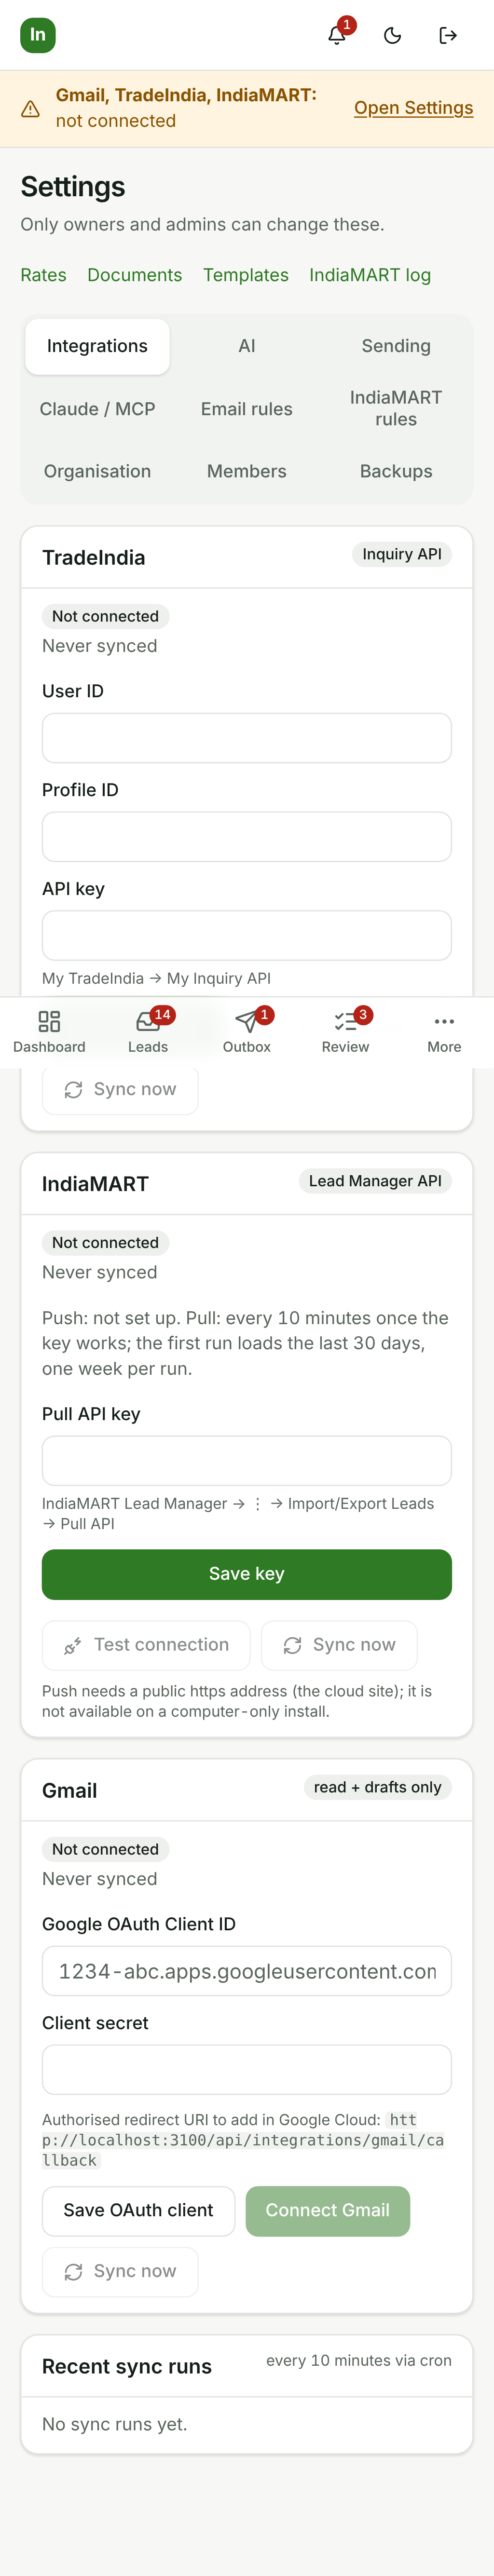 In
1
Gmail, TradeIndia, IndiaMART:
not connected
Open Settings
Settings
Only owners and admins can change these.
Rates Documents Templates IndiaMART log
Integrations AI Sending
Claude / MCP Email rules IndiaMART
rules
Organisation Members Backups
TradeIndia
Inquiry API
Not connected
Never synced
User ID
Profile ID
API key
My TradeIndia → My Inquiry API
14 1 3
Dashboard Leads Outbox Review More
Sync now
IndiaMART
Lead Manager API
Not connected
Never synced
Push: not set up. Pull: every 10 minutes once the
key works; the first run loads the last 30 days,
one week per run.
Pull API key
IndiaMART Lead Manager → ⋮ → Import/Export Leads
→ Pull API
Save key
Test connection Sync now
Push needs a public https address (the cloud site); it is
not available on a computer-only install.
Gmail
read + drafts only
Not connected
Never synced
Google OAuth Client ID
1234-abc.apps.googleusercontent.com
Client secret
Authorised redirect URI to add in Google Cloud: htt
p://localhost:3100/api/integrations/gmail/ca
llback
Save OAuth client Connect Gmail
Sync now
Recent sync runs
every 10 minutes via cron
No sync runs yet.